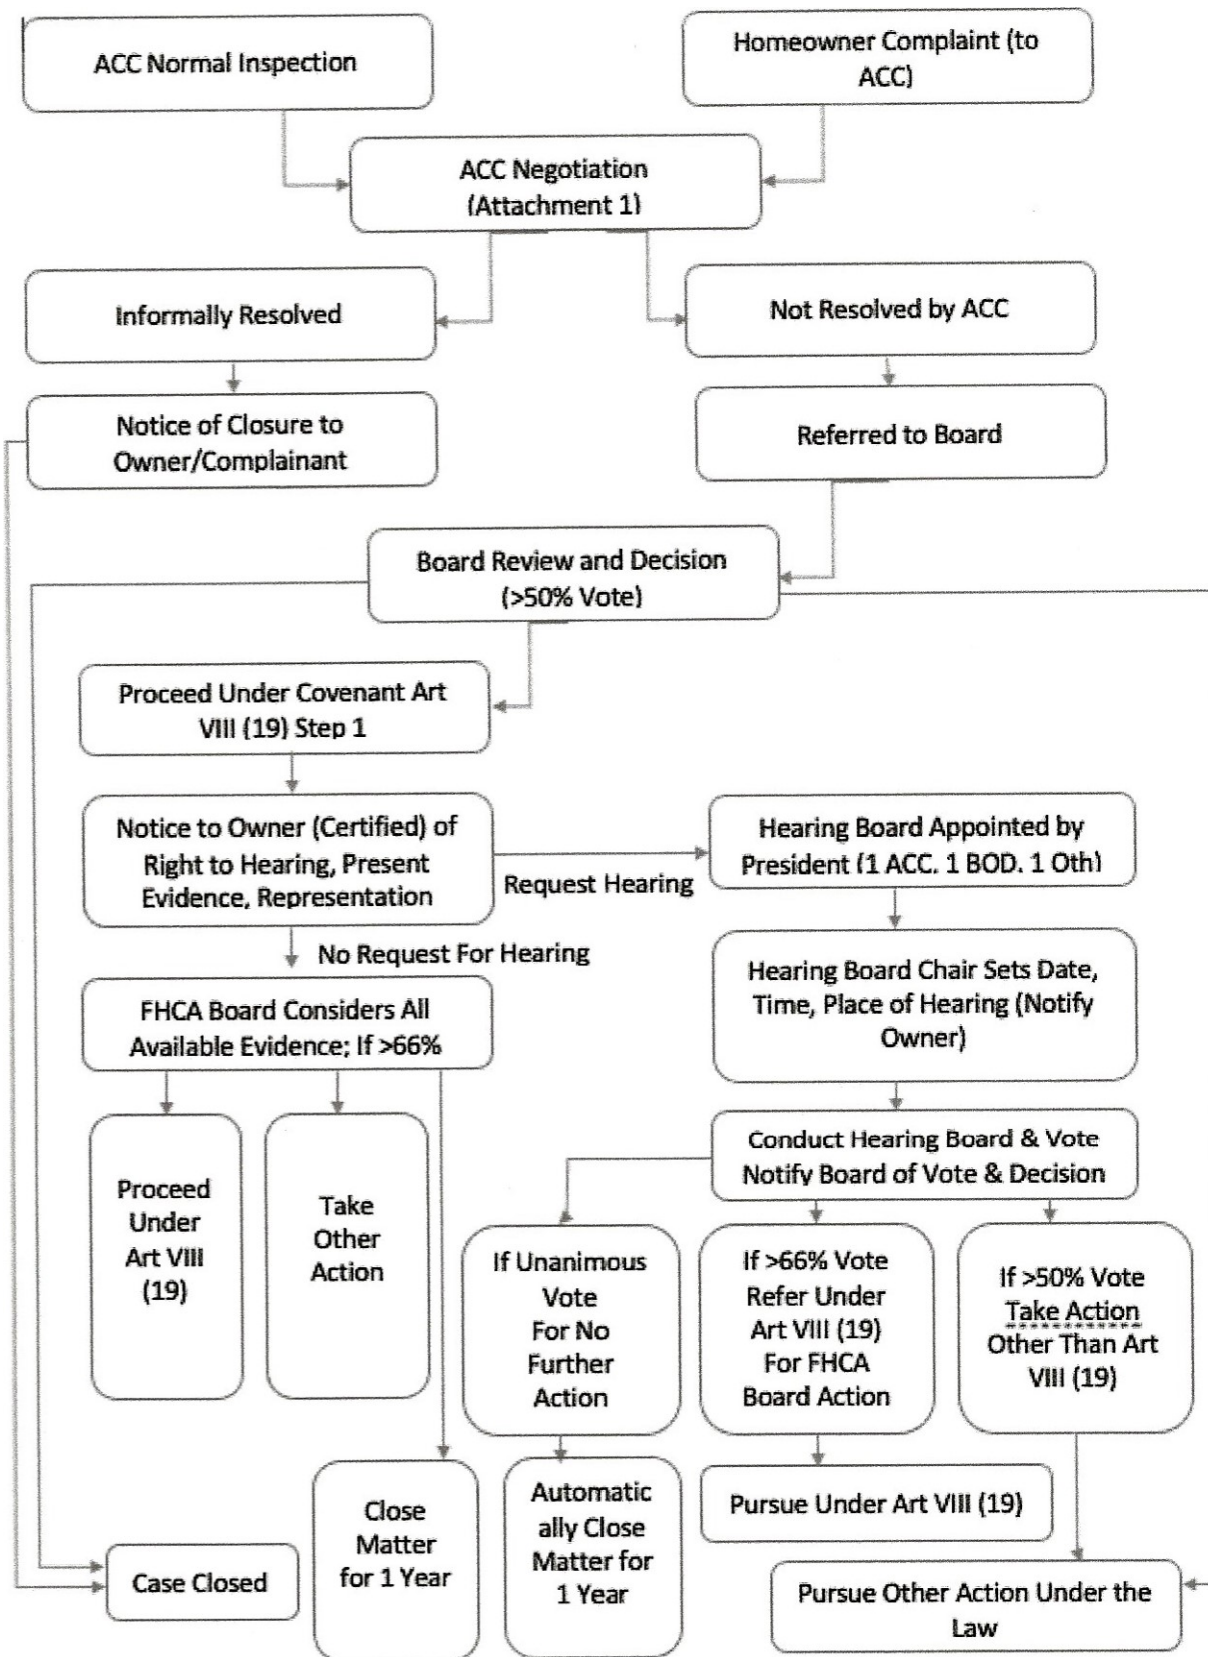 ACC Normal Inspection
Homeowner Complaint (to
ACC)
ACC Negotiation
(Attachment 1)
Informally Resolved
Not Resolved by ACC
Notice of Closure to
Owner/Complainant
Referred to Board
Board Review and Decision
(>50% Vote)
Proceed Under Covenant Art
VIII (19) Step 1
Notice to Owner (Certified) of
Right to Hearing, Present
Evidence, Representation
Request Hearing
Hearing Board Appointed by
President (1 ACC, 1 BOD, 1 Oth)
No Request For Hearing
Hearing Board Chair Sets Date,
Time, Place of Hearing (Notify
Owner)
FHCA Board Considers All
Available Evidence; If >66%
Conduct Hearing Board & Vote
Notify Board of Vote & Decision
Proceed
Under
Art VIII
(19)
Take
Other
Action
If Unanimous
Vote
For No
Further
Action
If >66% Vote
Refer Under
Art VIII (19)
For FHCA
Board Action
If >50% Vote
Take Action
Other Than Art
VIII (19)
Close
Matter
for 1 Year
Automatic
ally Close
Matter for
1 Year
Pursue Under Art VIII (19)
Case Closed
Pursue Other Action Under the
Law